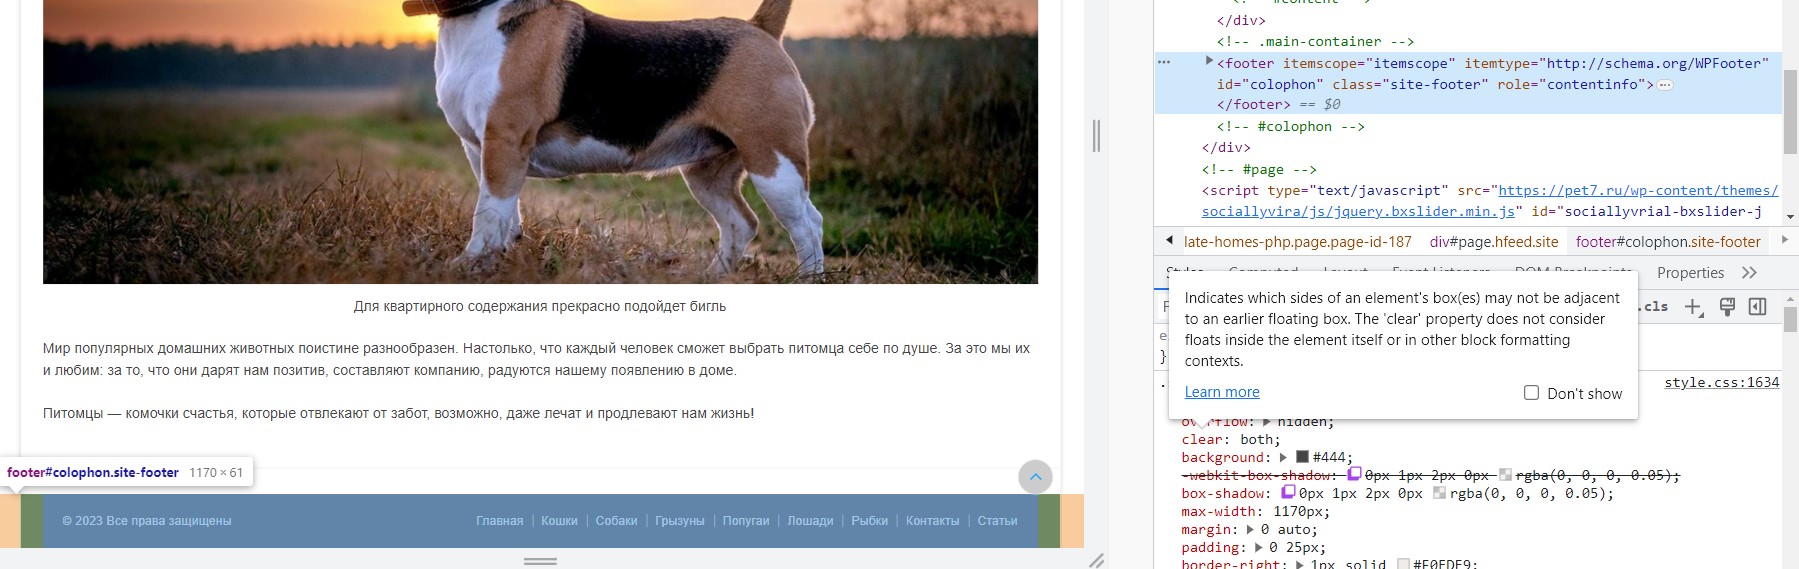 Для квартирного содержания прекрасно подойдет бигль
Мир популярных домашних животных поистине разнообразен. Настолько, что каждый человек сможет выбрать питомца себе по душе. За это мы их
и любим: за то, что они дарят нам позитив, составляют компанию, радуются нашему появлению в доме.
Питомцы — комочки счастья, которые отвлекают от забот, возможно, даже лечат и продлевают нам жизнь!
footer#colophon.site-footer 1170 × 61
© 2023 Все права защищены
Главная | Кошки | Собаки | Грызуны | Попугаи | Лошади | Рыбки | Контакты | Статьи
</div>
<!-- .main-container -->
<footer itemscope="itemscope" itemtype="http://schema.org/WPFooter"
id="colophon" class="site-footer" role="contentinfo">
</footer> == $0
<!-- #colophon -->
</div>
<!-- #page -->
<script type="text/javascript" src="https://pet7.ru/wp-content/themes/
sociallyvira/js/jquery.bxslider.min.js" id="sociallyvrial-bxslider-j
late-homes-php.page.page-id-187 div#page.hfeed.site footer#colophon.site-footer
Properties
.cls
Indicates which sides of an element's box(es) may not be adjacent
to an earlier floating box. The 'clear' property does not consider
floats inside the element itself or in other block formatting
contexts.
Learn more Don't show
}
style.css:1634
overflow: hidden;
clear: both;
background: #444;
-webkit-box-shadow: 0px 1px 2px 0px rgba(0, 0, 0, 0.05);
box-shadow: 0px 1px 2px 0px rgba(0, 0, 0, 0.05);
max-width: 1170px;
margin: 0 auto;
padding: 0 25px;
border-right: 1px solid #F0EDE9;